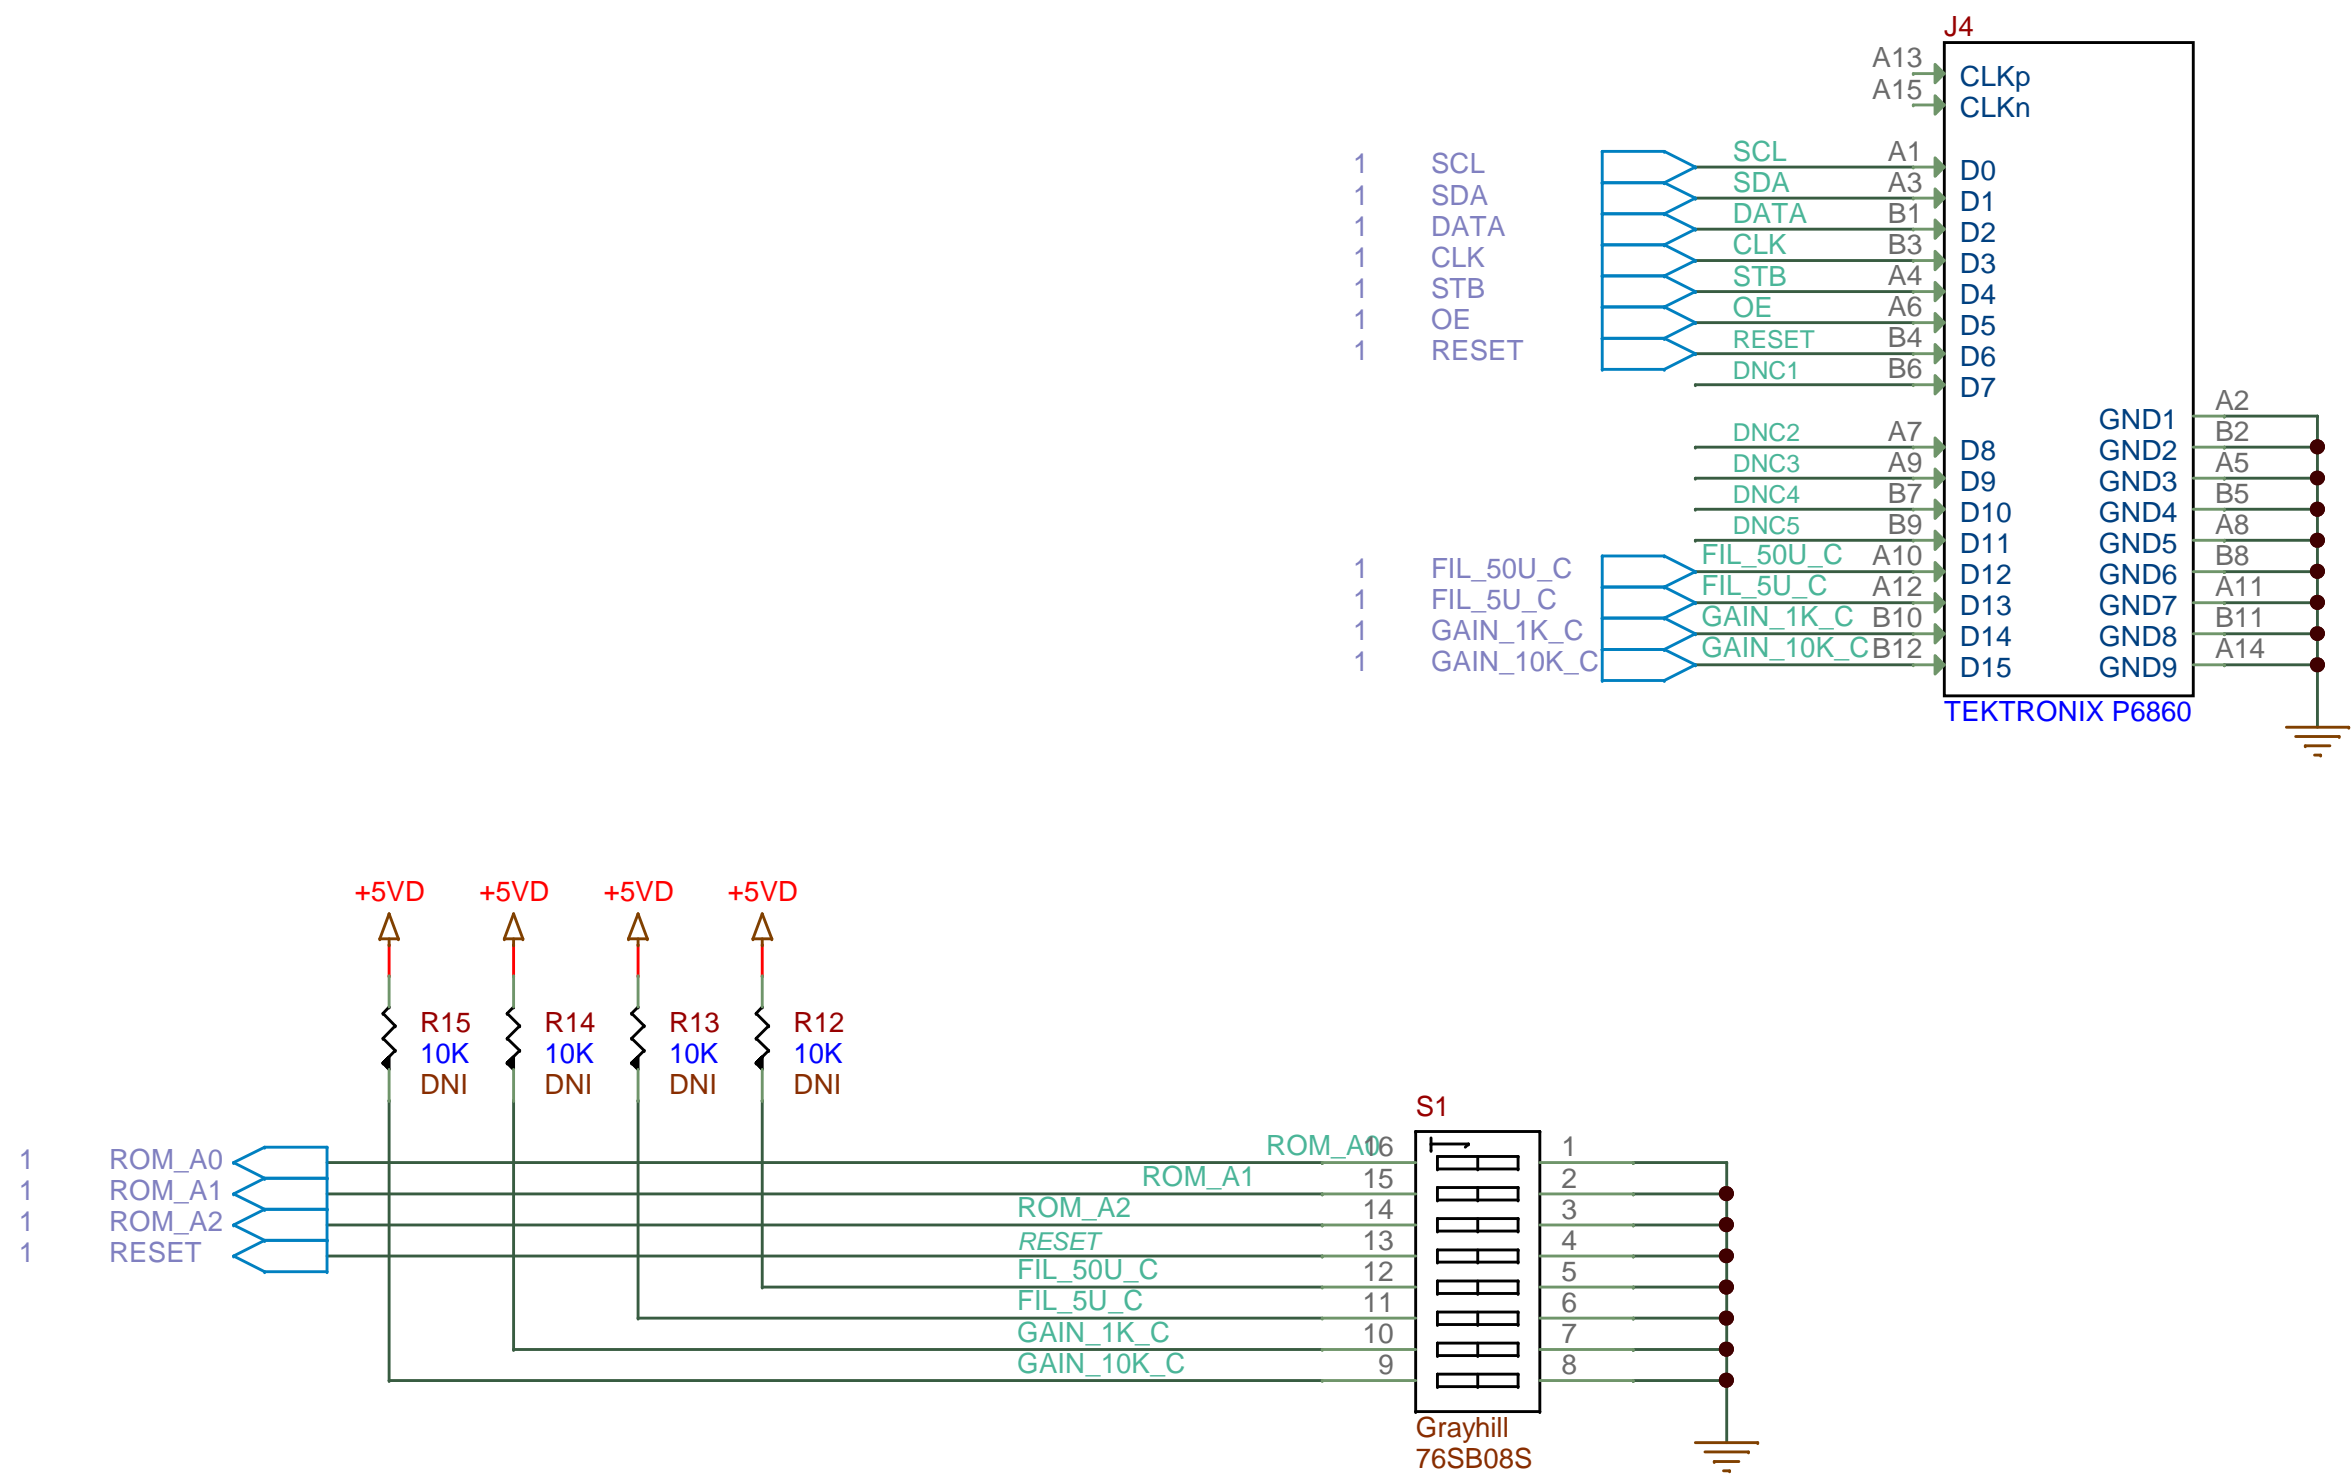 J4
A13 CLKp
A15 CLKn
1 SCL SCL A1 D0
1 SDA SDA A3 D1
1 DATA DATA B1 D2
1 CLK CLK B3 D3
1 STB STB A4 D4
1 OE OE A6 D5
1 RESET RESET B4 D6
DNC1 B6 D7
GND1 A2
DNC2 A7 D8 GND2 B2
DNC3 A9 D9 GND3 A5
DNC4 B7 D10 GND4 B5
DNC5 B9 D11 GND5 A8
1 FIL_50U_C FIL_50U_C A10 D12 GND6 B8
1 FIL_5U_C FIL_5U_C A12 D13 GND7 A11
1 GAIN_1K_C GAIN_1K_C B10 D14 GND8 B11
1 GAIN_10K_C GAIN_10K_C B12 D15 GND9 A14
TEKTRONIX P6860
+5VD +5VD +5VD +5VD
R15 R14 R13 R12
10K 10K 10K 10K
DNI DNI DNI DNI
S1
1 ROM_A0 ROM_A0 16 1
1 ROM_A1 ROM_A1 15 2
1 ROM_A2 ROM_A2 14 3
1 RESET RESET 13 4
FIL_50U_C 12 5
FIL_5U_C 11 6
GAIN_1K_C 10 7
GAIN_10K_C 9 8
Grayhill
76SB08S